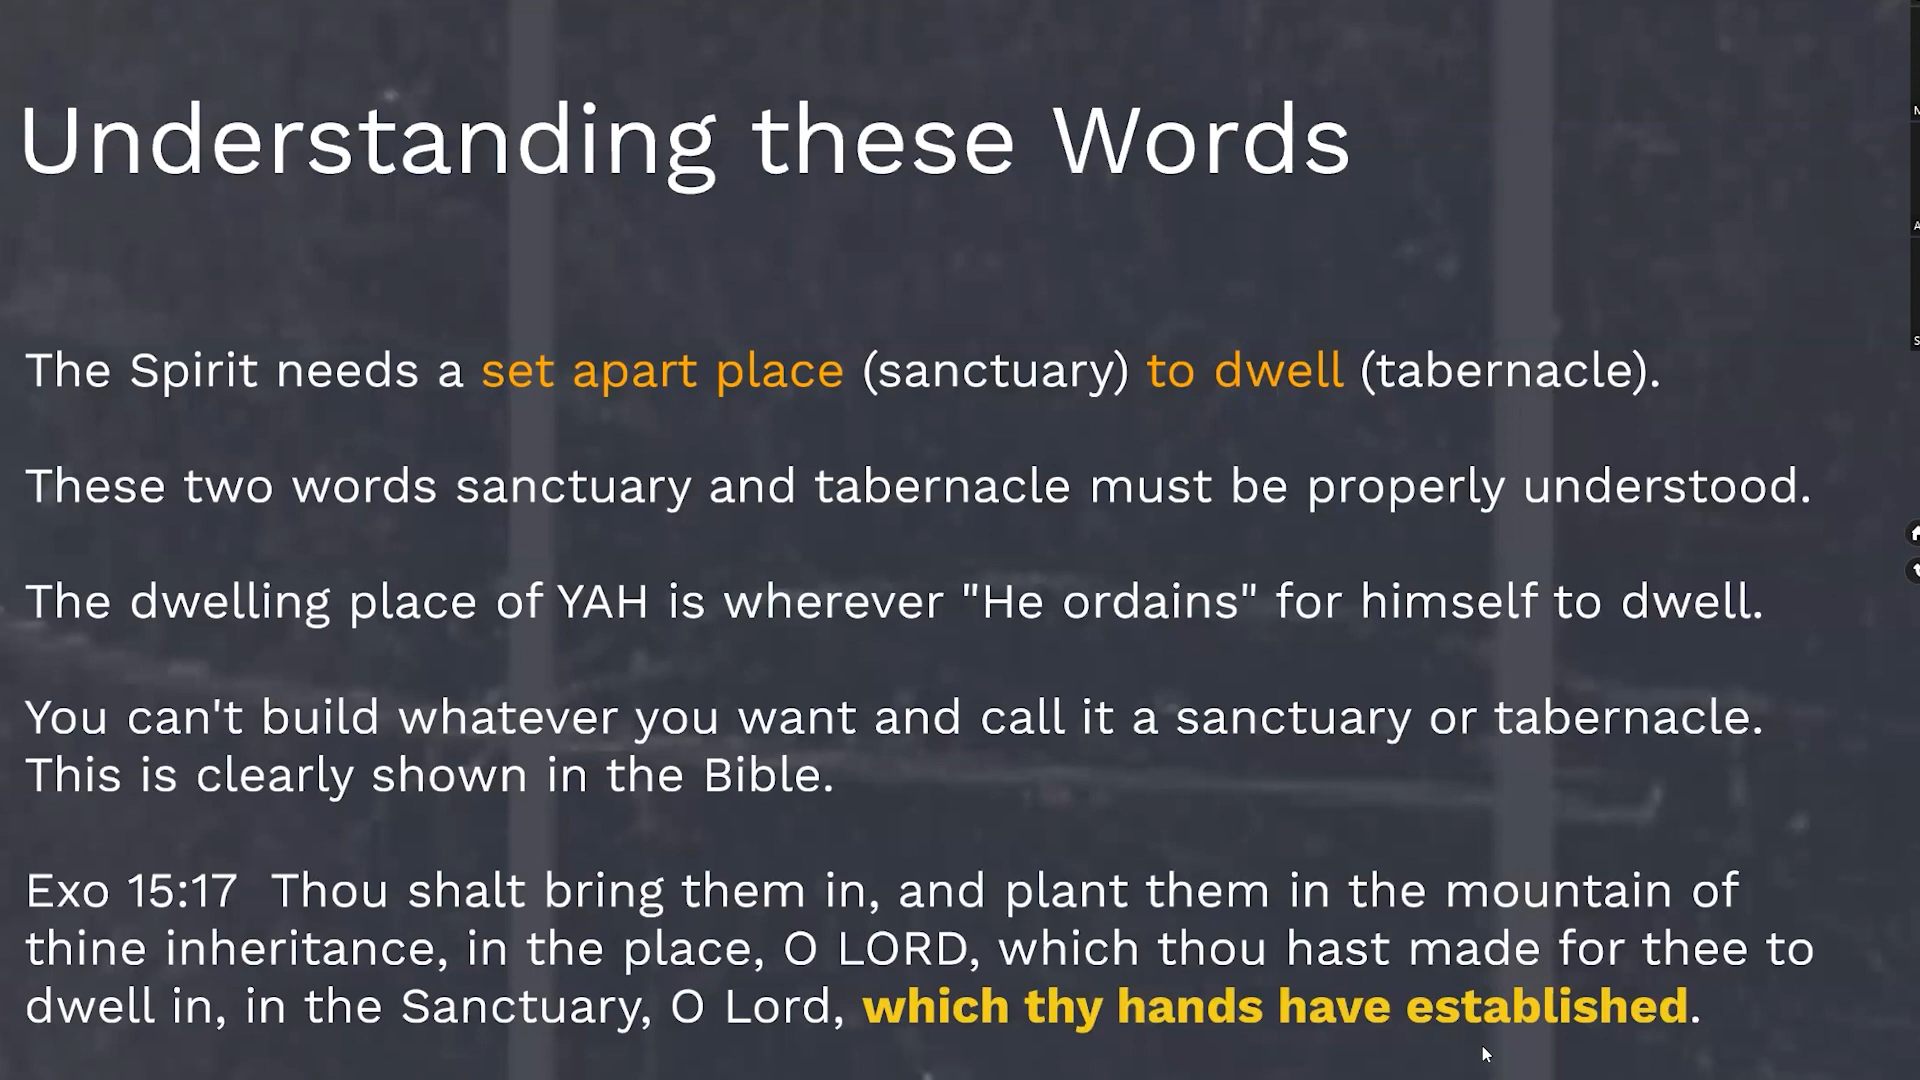 Understanding these Words
The Spirit needs a set apart place (sanctuary) to dwell (tabernacle).
These two words sanctuary and tabernacle must be properly understood.
The dwelling place of YAH is wherever "He ordains" for himself to dwell.
You can't build whatever you want and call it a sanctuary or tabernacle.
This is clearly shown in the Bible.
Exo 15:17  Thou shalt bring them in, and plant them in the mountain of
thine inheritance, in the place, O LORD, which thou hast made for thee to
dwell in, in the Sanctuary, O Lord, which thy hands have established.